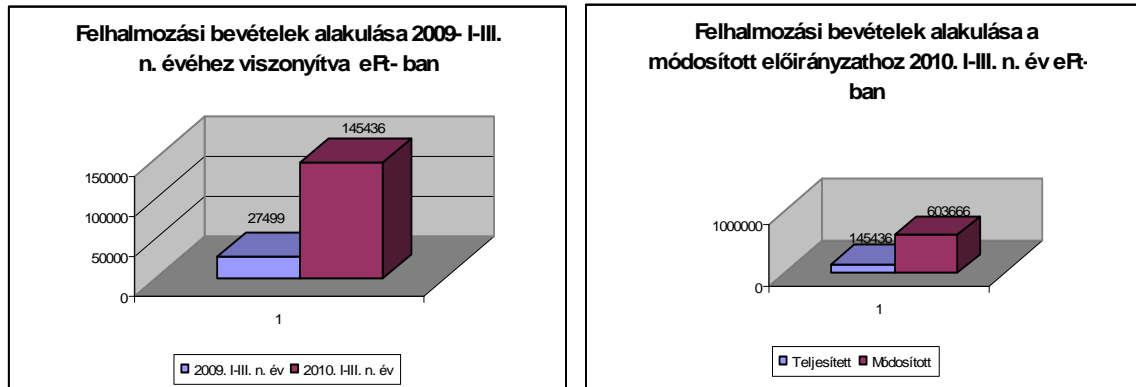 Felhalmozási bevételek alakulása 2009- I-III.
n. évéhez viszonyítva eFt- ban
145436
150000
100000
27499
50000
0
1
2009. I-III. n. év 2010. I-III. n. év
Felhalmozási bevételek alakulása a
módosított előirányzathoz 2010. I-III. n. év eFt-
ban
603666
1000000
145436
0
1
Teljesített Módosított